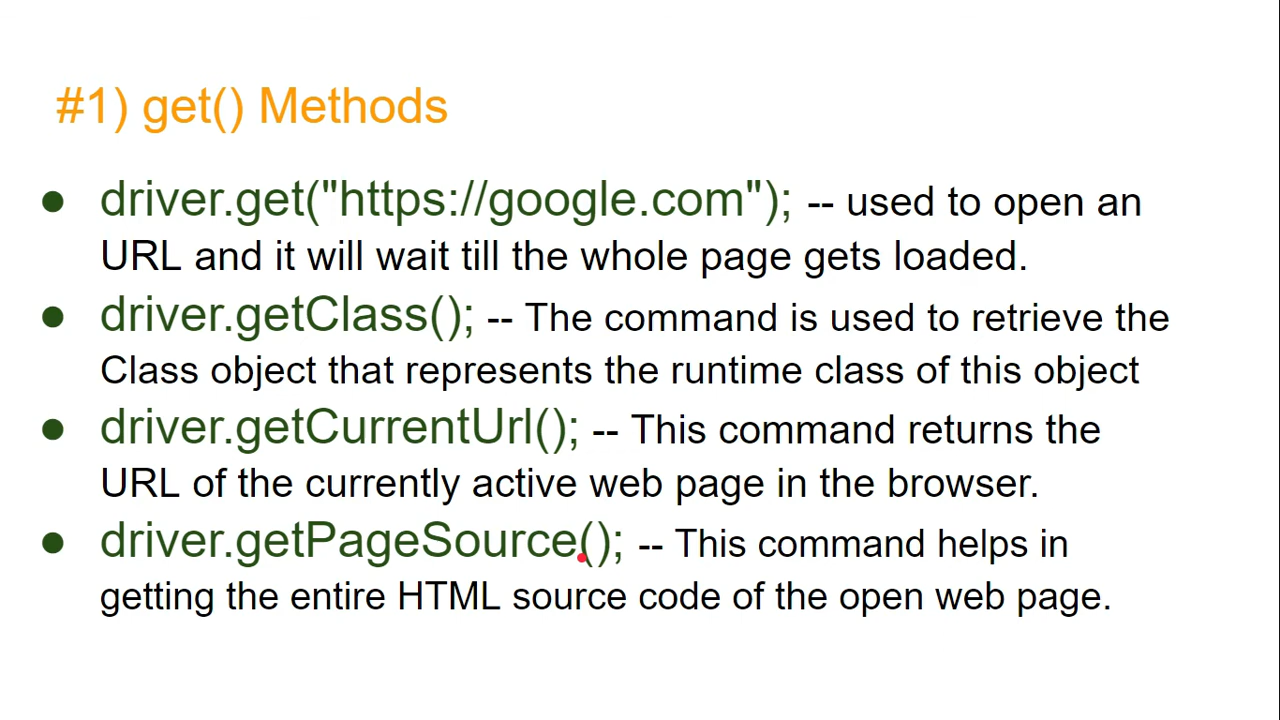 #1) get() Methods
● driver.get("https://google.com"); -- used to open an
URL and it will wait till the whole page gets loaded.
● driver.getClass(); -- The command is used to retrieve the
Class object that represents the runtime class of this object
● driver.getCurrentUrl(); -- This command returns the
URL of the currently active web page in the browser.
● driver.getPageSource(); -- This command helps in
getting the entire HTML source code of the open web page.